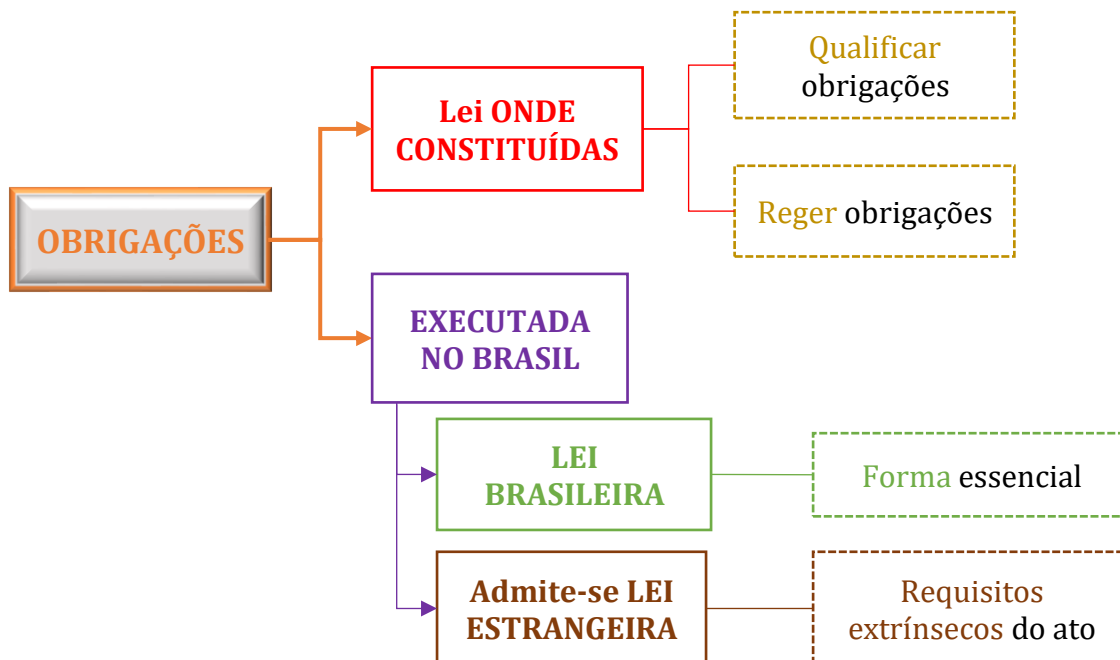 OBRIGAÇÕES
Lei ONDE
CONSTITUÍDAS
Qualificar
obrigações
Reger obrigações
EXECUTADA
NO BRASIL
LEI
BRASILEIRA
Forma essencial
Admite-se LEI
ESTRANGEIRA
Requisitos
extrínsecos do ato